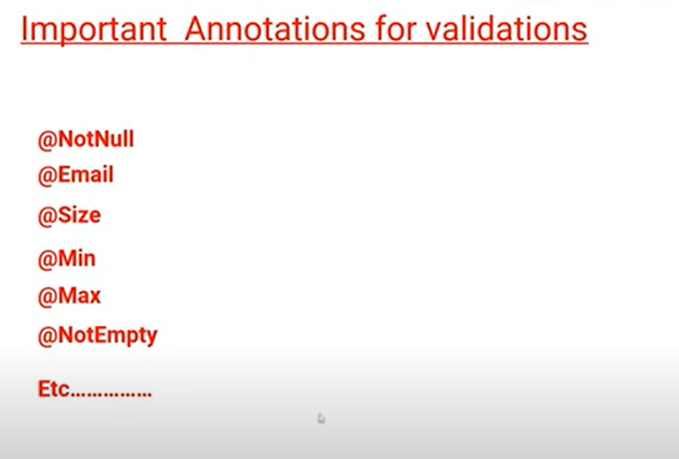 Important Annotations for validations
@NotNull
@Email
@Size
@Min
@Max
@NotEmpty
Etc...............